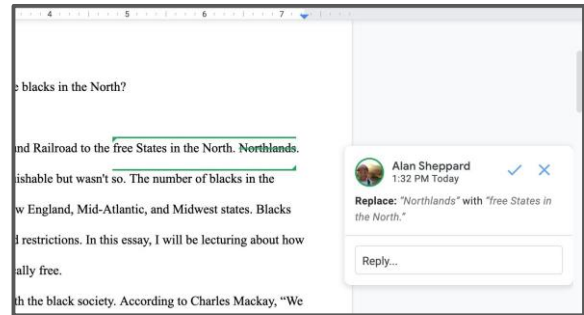 4 5 6 7
e blacks in the North?
nd Railroad to the free States in the North. Northlands.
ishable but wasn't so. The number of blacks in the
w England, Mid-Atlantic, and Midwest states. Blacks
d restrictions. In this essay, I will be lecturing about how
ally free.
th the black society. According to Charles Mackay, “We
Alan Sheppard
1:32 PM Today
Replace: “Northlands” with “free States in
the North.”
Reply...